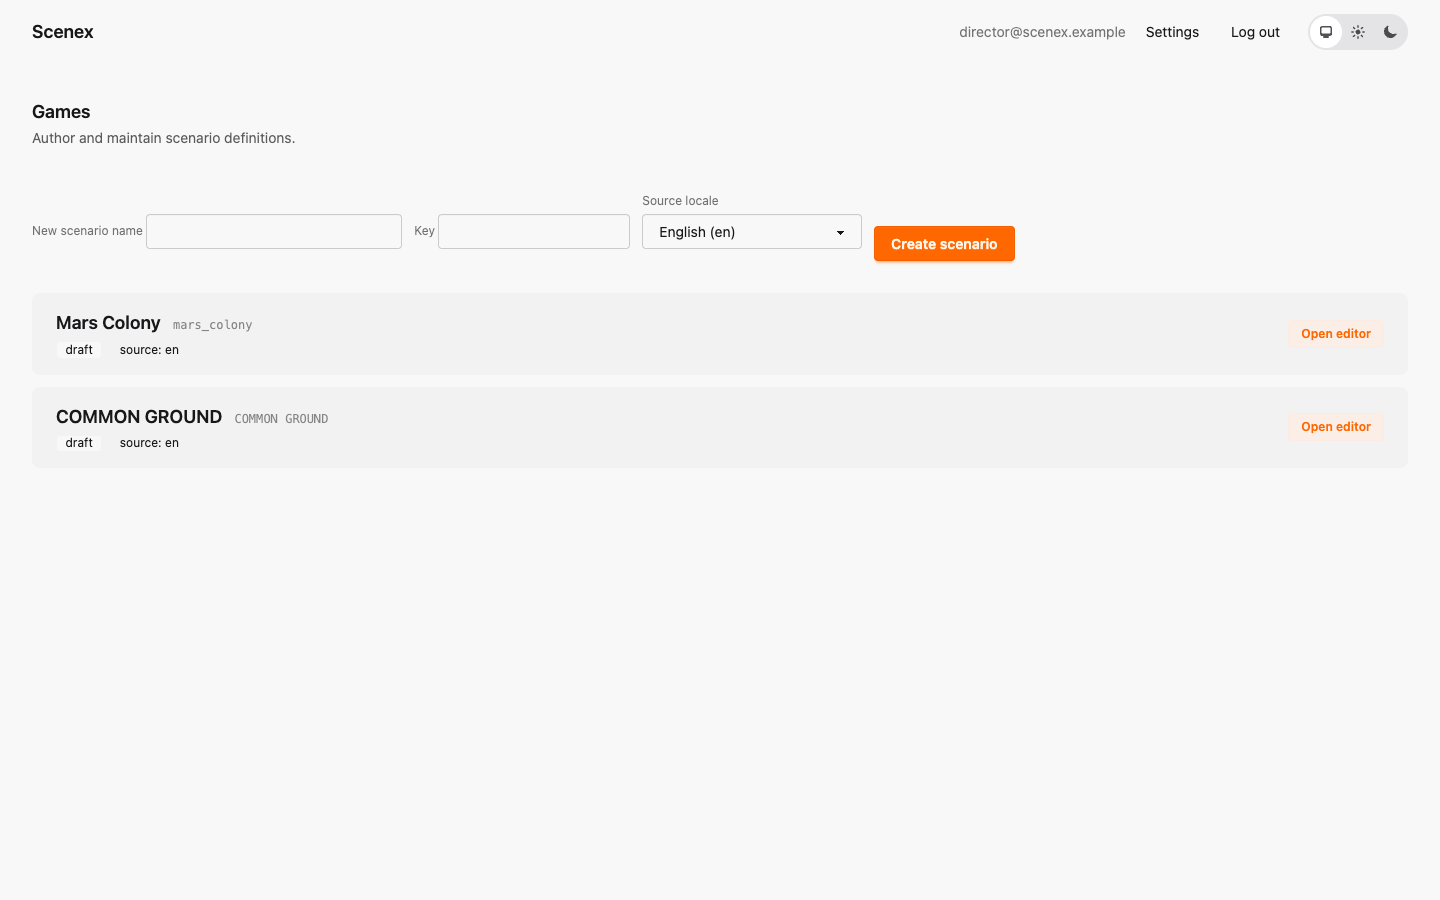 Scenex
director@scenex.example Settings Log out
Games
Author and maintain scenario definitions.
New scenario name
Key
Source locale
English (en)
Create scenario
Mars Colony mars_colony
draft source: en
Open editor
COMMON GROUND COMMON GROUND
draft source: en
Open editor